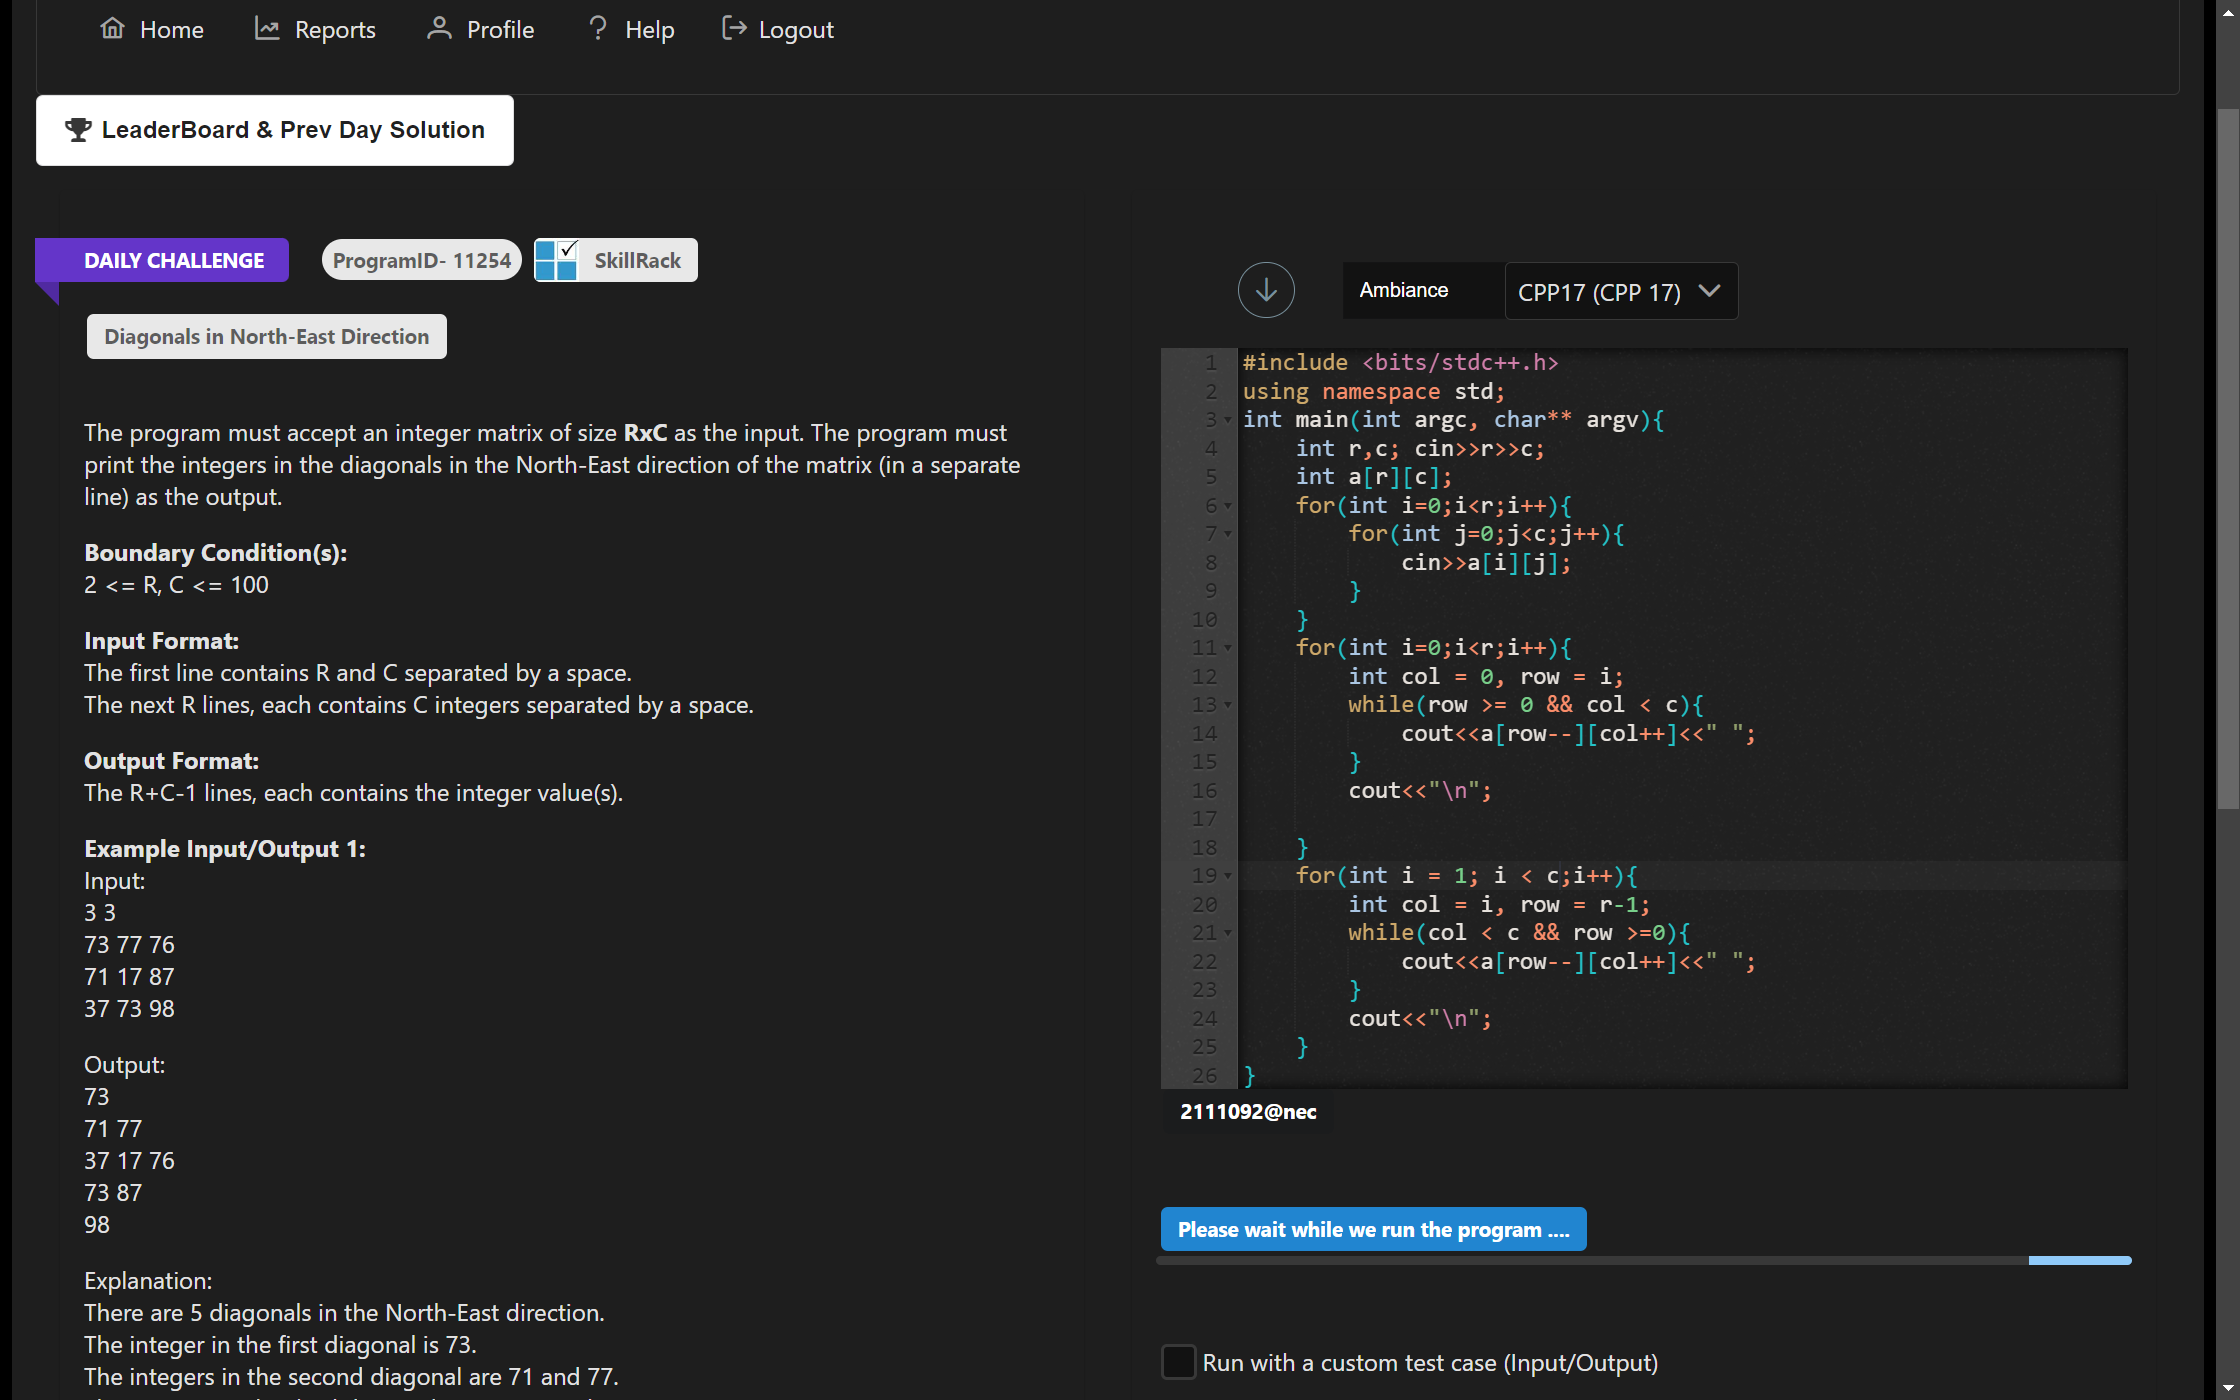 Home Reports Profile ? Help Logout
LeaderBoard & Prev Day Solution
DAILY CHALLENGE ProgramID- 11254 SkillRack
Diagonals in North-East Direction
The program must accept an integer matrix of size RxC as the input. The program must
print the integers in the diagonals in the North-East direction of the matrix (in a separate
line) as the output.
Boundary Condition(s):
2 <= R, C <= 100
Input Format:
The first line contains R and C separated by a space.
The next R lines, each contains C integers separated by a space.
Output Format:
The R+C-1 lines, each contains the integer value(s).
Example Input/Output 1:
Input:
3 3
73 77 76
71 17 87
37 73 98
Output:
73
71 77
37 17 76
73 87
98
Explanation:
There are 5 diagonals in the North-East direction.
The integer in the first diagonal is 73.
The integers in the second diagonal are 71 and 77.
Ambiance CPP17 (CPP 17)
1 #include <bits/stdc++.h>
2 using namespace std;
3 int main(int argc, char** argv){
4     int r,c; cin>>r>>c;
5     int a[r][c];
6     for(int i=0;i<r;i++){
7         for(int j=0;j<c;j++){
8             cin>>a[i][j];
9         }
10     }
11     for(int i=0;i<r;i++){
12         int col = 0, row = i;
13         while(row >= 0 && col < c){
14             cout<<a[row--][col++]<<" ";
15         }
16         cout<<"\n";
17
18     }
19     for(int i = 1; i < c;i++){
20         int col = i, row = r-1;
21         while(col < c && row >=0){
22             cout<<a[row--][col++]<<" ";
23         }
24         cout<<"\n";
25     }
26 }
2111092@nec
Please wait while we run the program ....
Run with a custom test case (Input/Output)